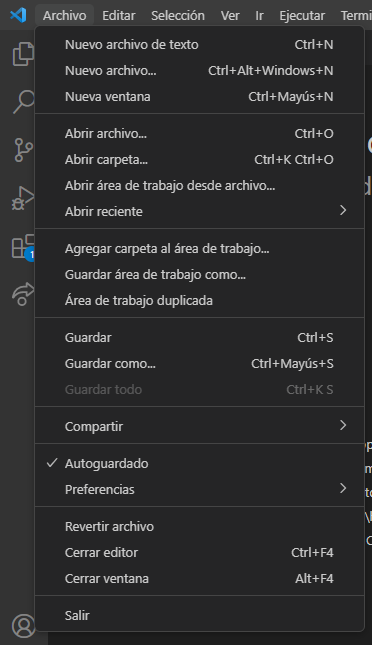 Archivo Editar Selección Ver Ir Ejecutar Termi
Nuevo archivo de texto Ctrl+N
Nuevo archivo... Ctrl+Alt+Windows+N
Nueva ventana Ctrl+Mayús+N
Abrir archivo... Ctrl+O
Abrir carpeta... Ctrl+K Ctrl+O
Abrir área de trabajo desde archivo...
Abrir reciente
Agregar carpeta al área de trabajo...
Guardar área de trabajo como...
Área de trabajo duplicada
1
Guardar Ctrl+S
Guardar como... Ctrl+Mayús+S
Guardar todo Ctrl+K S
Compartir
Autoguardado
Preferencias
Revertir archivo
Cerrar editor Ctrl+F4
Cerrar ventana Alt+F4
Salir